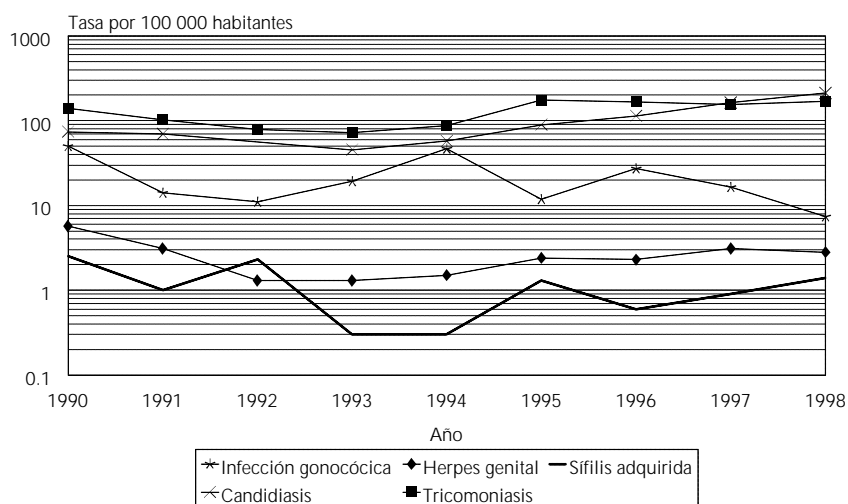 Tasa por 100 000 habitantes
1000
100
10
1
0.1
1990 1991 1992 1993 1994 1995 1996 1997 1998
Año
Infección gonocócica Herpes genital Sífilis adquirida
Candidiasis Tricomoniasis